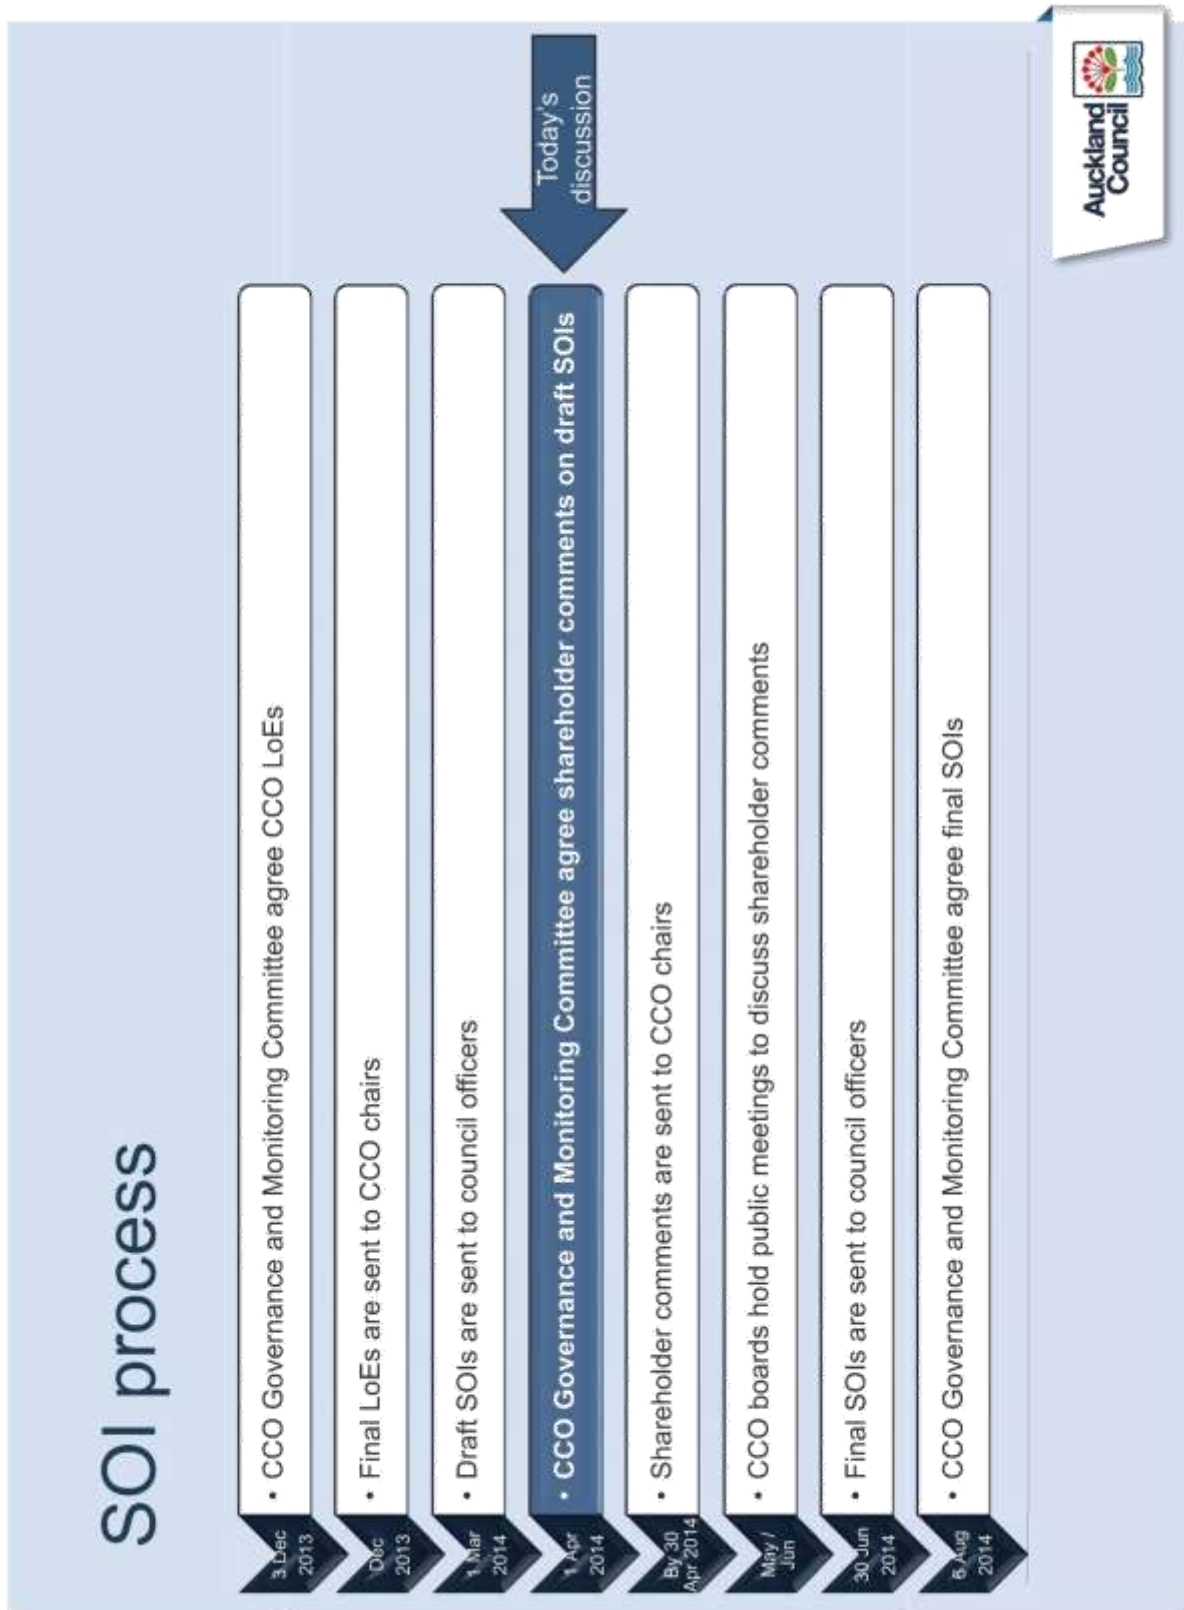 SOI process
3 Dec
2013
• CCO Governance and Monitoring Committee agree CCO LoEs
Dec
2013
• Final LoEs are sent to CCO chairs
1 Mar
2014
• Draft SOIs are sent to council officers
1 Apr
2014
• CCO Governance and Monitoring Committee agree shareholder comments on draft SOIs
Today's
discussion
By 30
Apr 2014
• Shareholder comments are sent to CCO chairs
May /
Jun
• CCO boards hold public meetings to discuss shareholder comments
30 Jun
2014
• Final SOIs are sent to council officers
6 Aug
2014
• CCO Governance and Monitoring Committee agree final SOIs
Auckland
Council